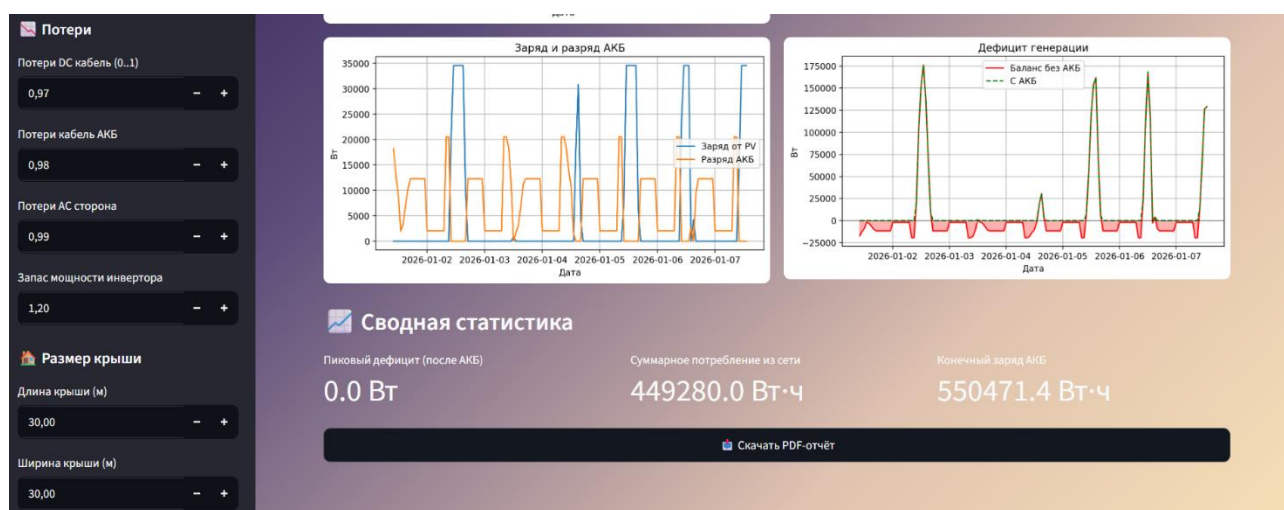 Потери
Потери DC кабель (0..1)
0,97
Потери кабель АКБ
0,98
Потери AC сторона
0,99
Запас мощности инвертора
1,20
Размер крыши
Длина крыши (м)
30,00
Ширина крыши (м)
30,00
Дата
Заряд и разряд АКБ
35000
30000
25000
20000
15000
10000
5000
0
Вт
Заряд от PV
Разряд АКБ
2026-01-02 2026-01-03 2026-01-04 2026-01-05 2026-01-06 2026-01-07
Дата
Дефицит генерации
175000
150000
125000
100000
75000
50000
25000
0
−25000
Вт
Баланс без АКБ
С АКБ
2026-01-02 2026-01-03 2026-01-04 2026-01-05 2026-01-06 2026-01-07
Дата
Сводная статистика
Пиковый дефицит (после АКБ)
0.0 Вт
Суммарное потребление из сети
449280.0 Вт·ч
Конечный заряд АКБ
550471.4 Вт·ч
Скачать PDF-отчёт